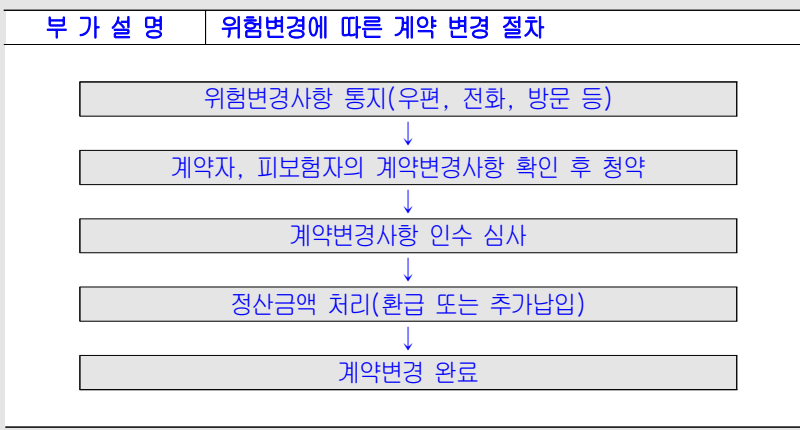 부 가 설 명 위험변경에 따른 계약 변경 절차
위험변경사항 통지(우편, 전화, 방문 등)
↓
계약자, 피보험자의 계약변경사항 확인 후 청약
↓
계약변경사항 인수 심사
↓
정산금액 처리(환급 또는 추가납입)
↓
계약변경 완료